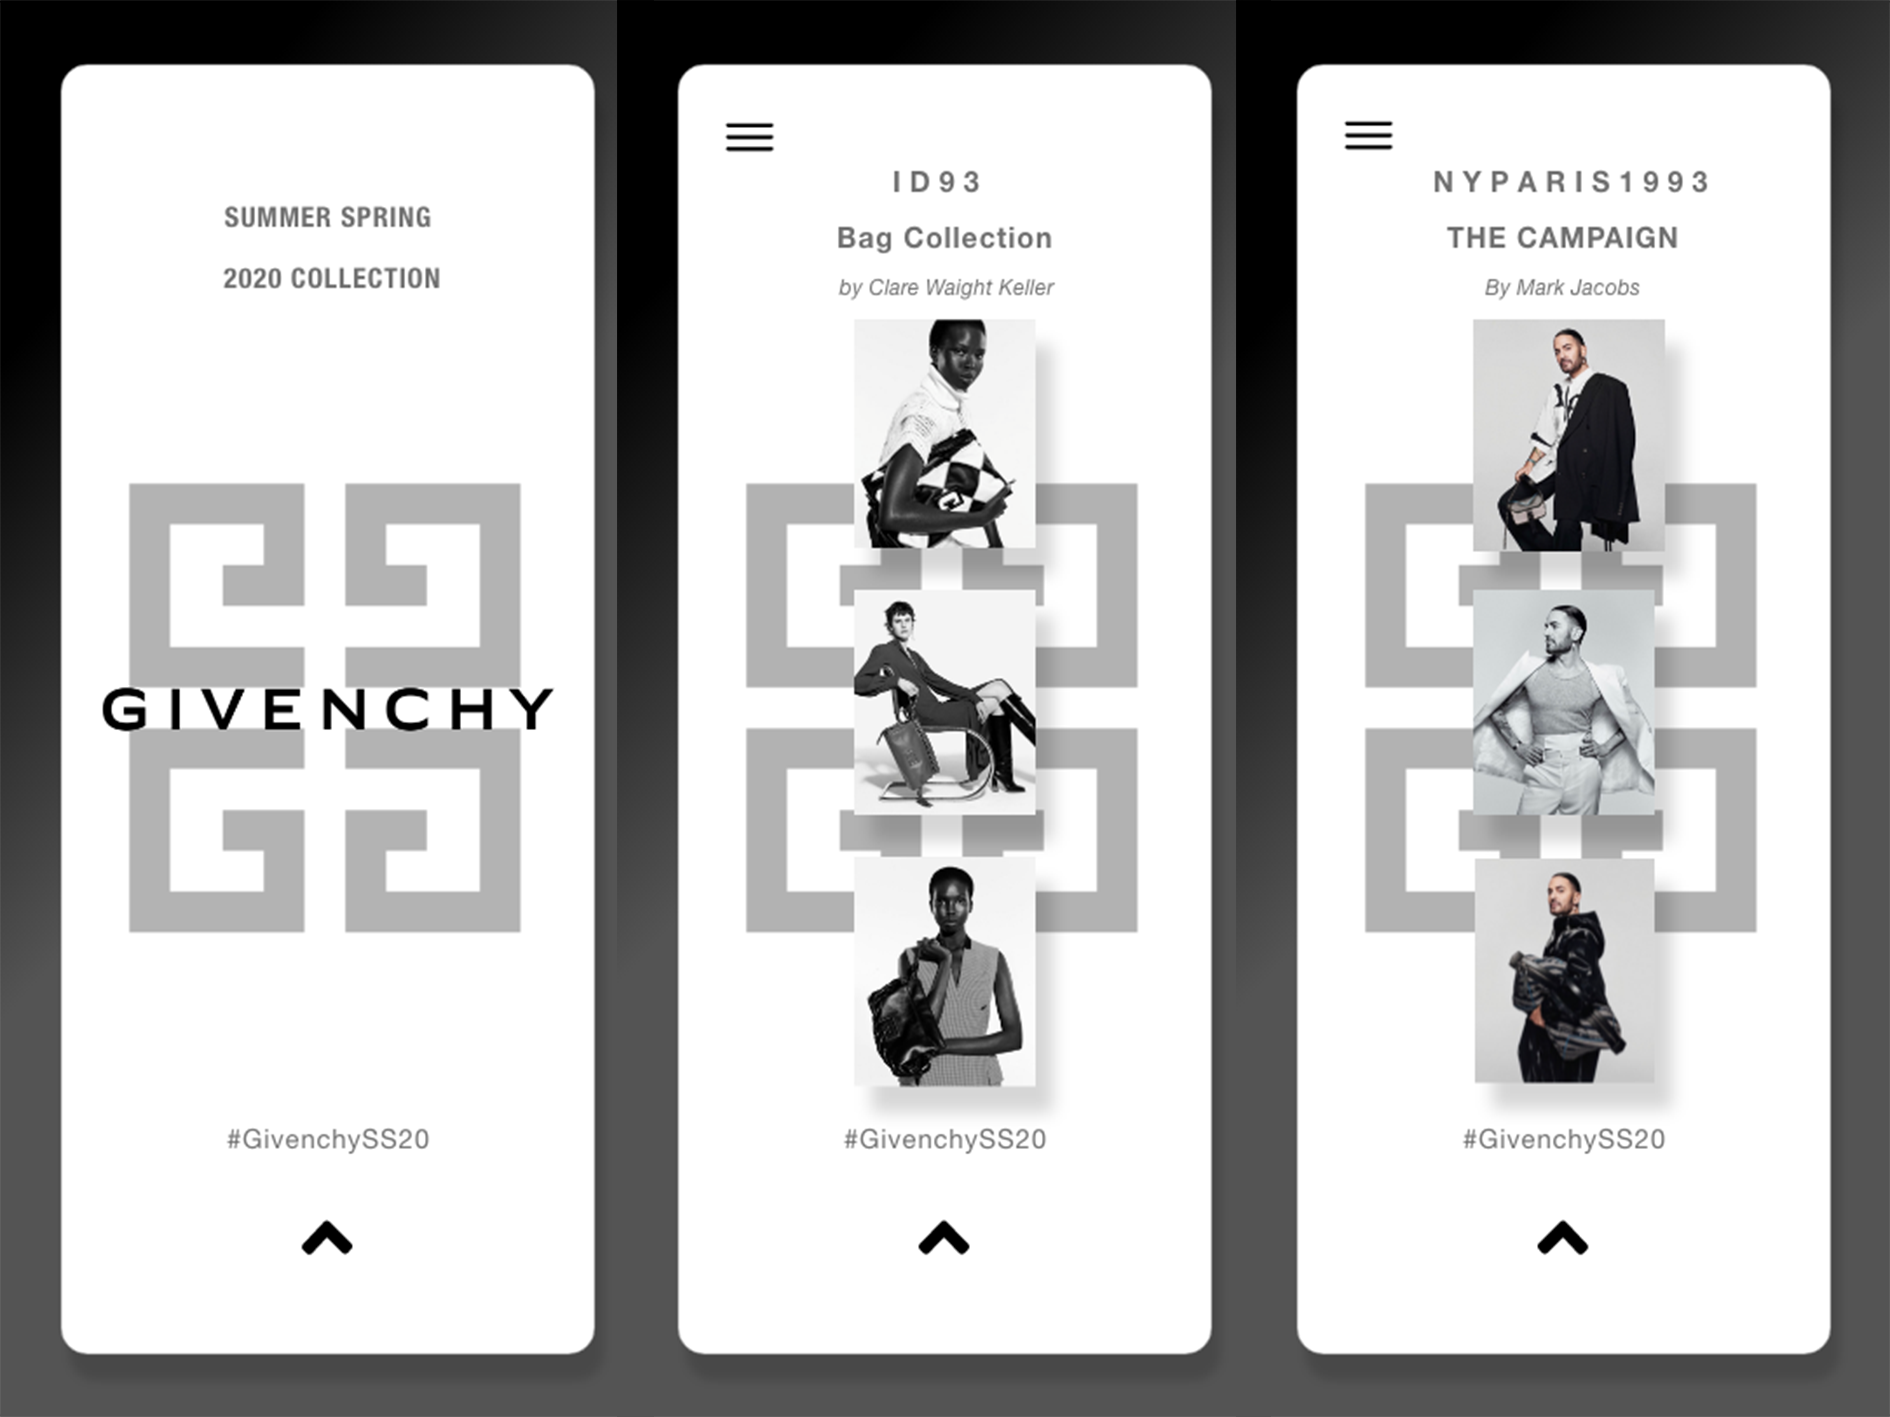 SUMMER SPRING
2020 COLLECTION
GIVENCHY
#GivenchySS20
ID93
Bag Collection
by Clare Waight Keller
#GivenchySS20
NYPARIS1993
THE CAMPAIGN
By Mark Jacobs
#GivenchySS20